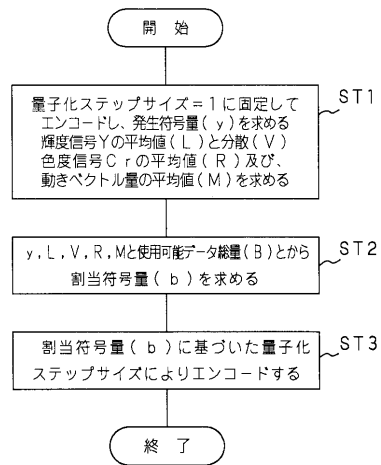 開 始
ST1
量子化ステップサイズ=1に固定して
エンコードし、発生符号量(y)を求める
輝度信号Yの平均値(L)と分散(V)
色度信号Crの平均値(R)及び、
動きベクトル量の平均値(M)を求める
ST2
y,L,V,R,Mと使用可能データ総量(B)とから
割当符号量(b)を求める
ST3
割当符号量(b)に基づいた量子化
ステップサイズによりエンコードする
終 了